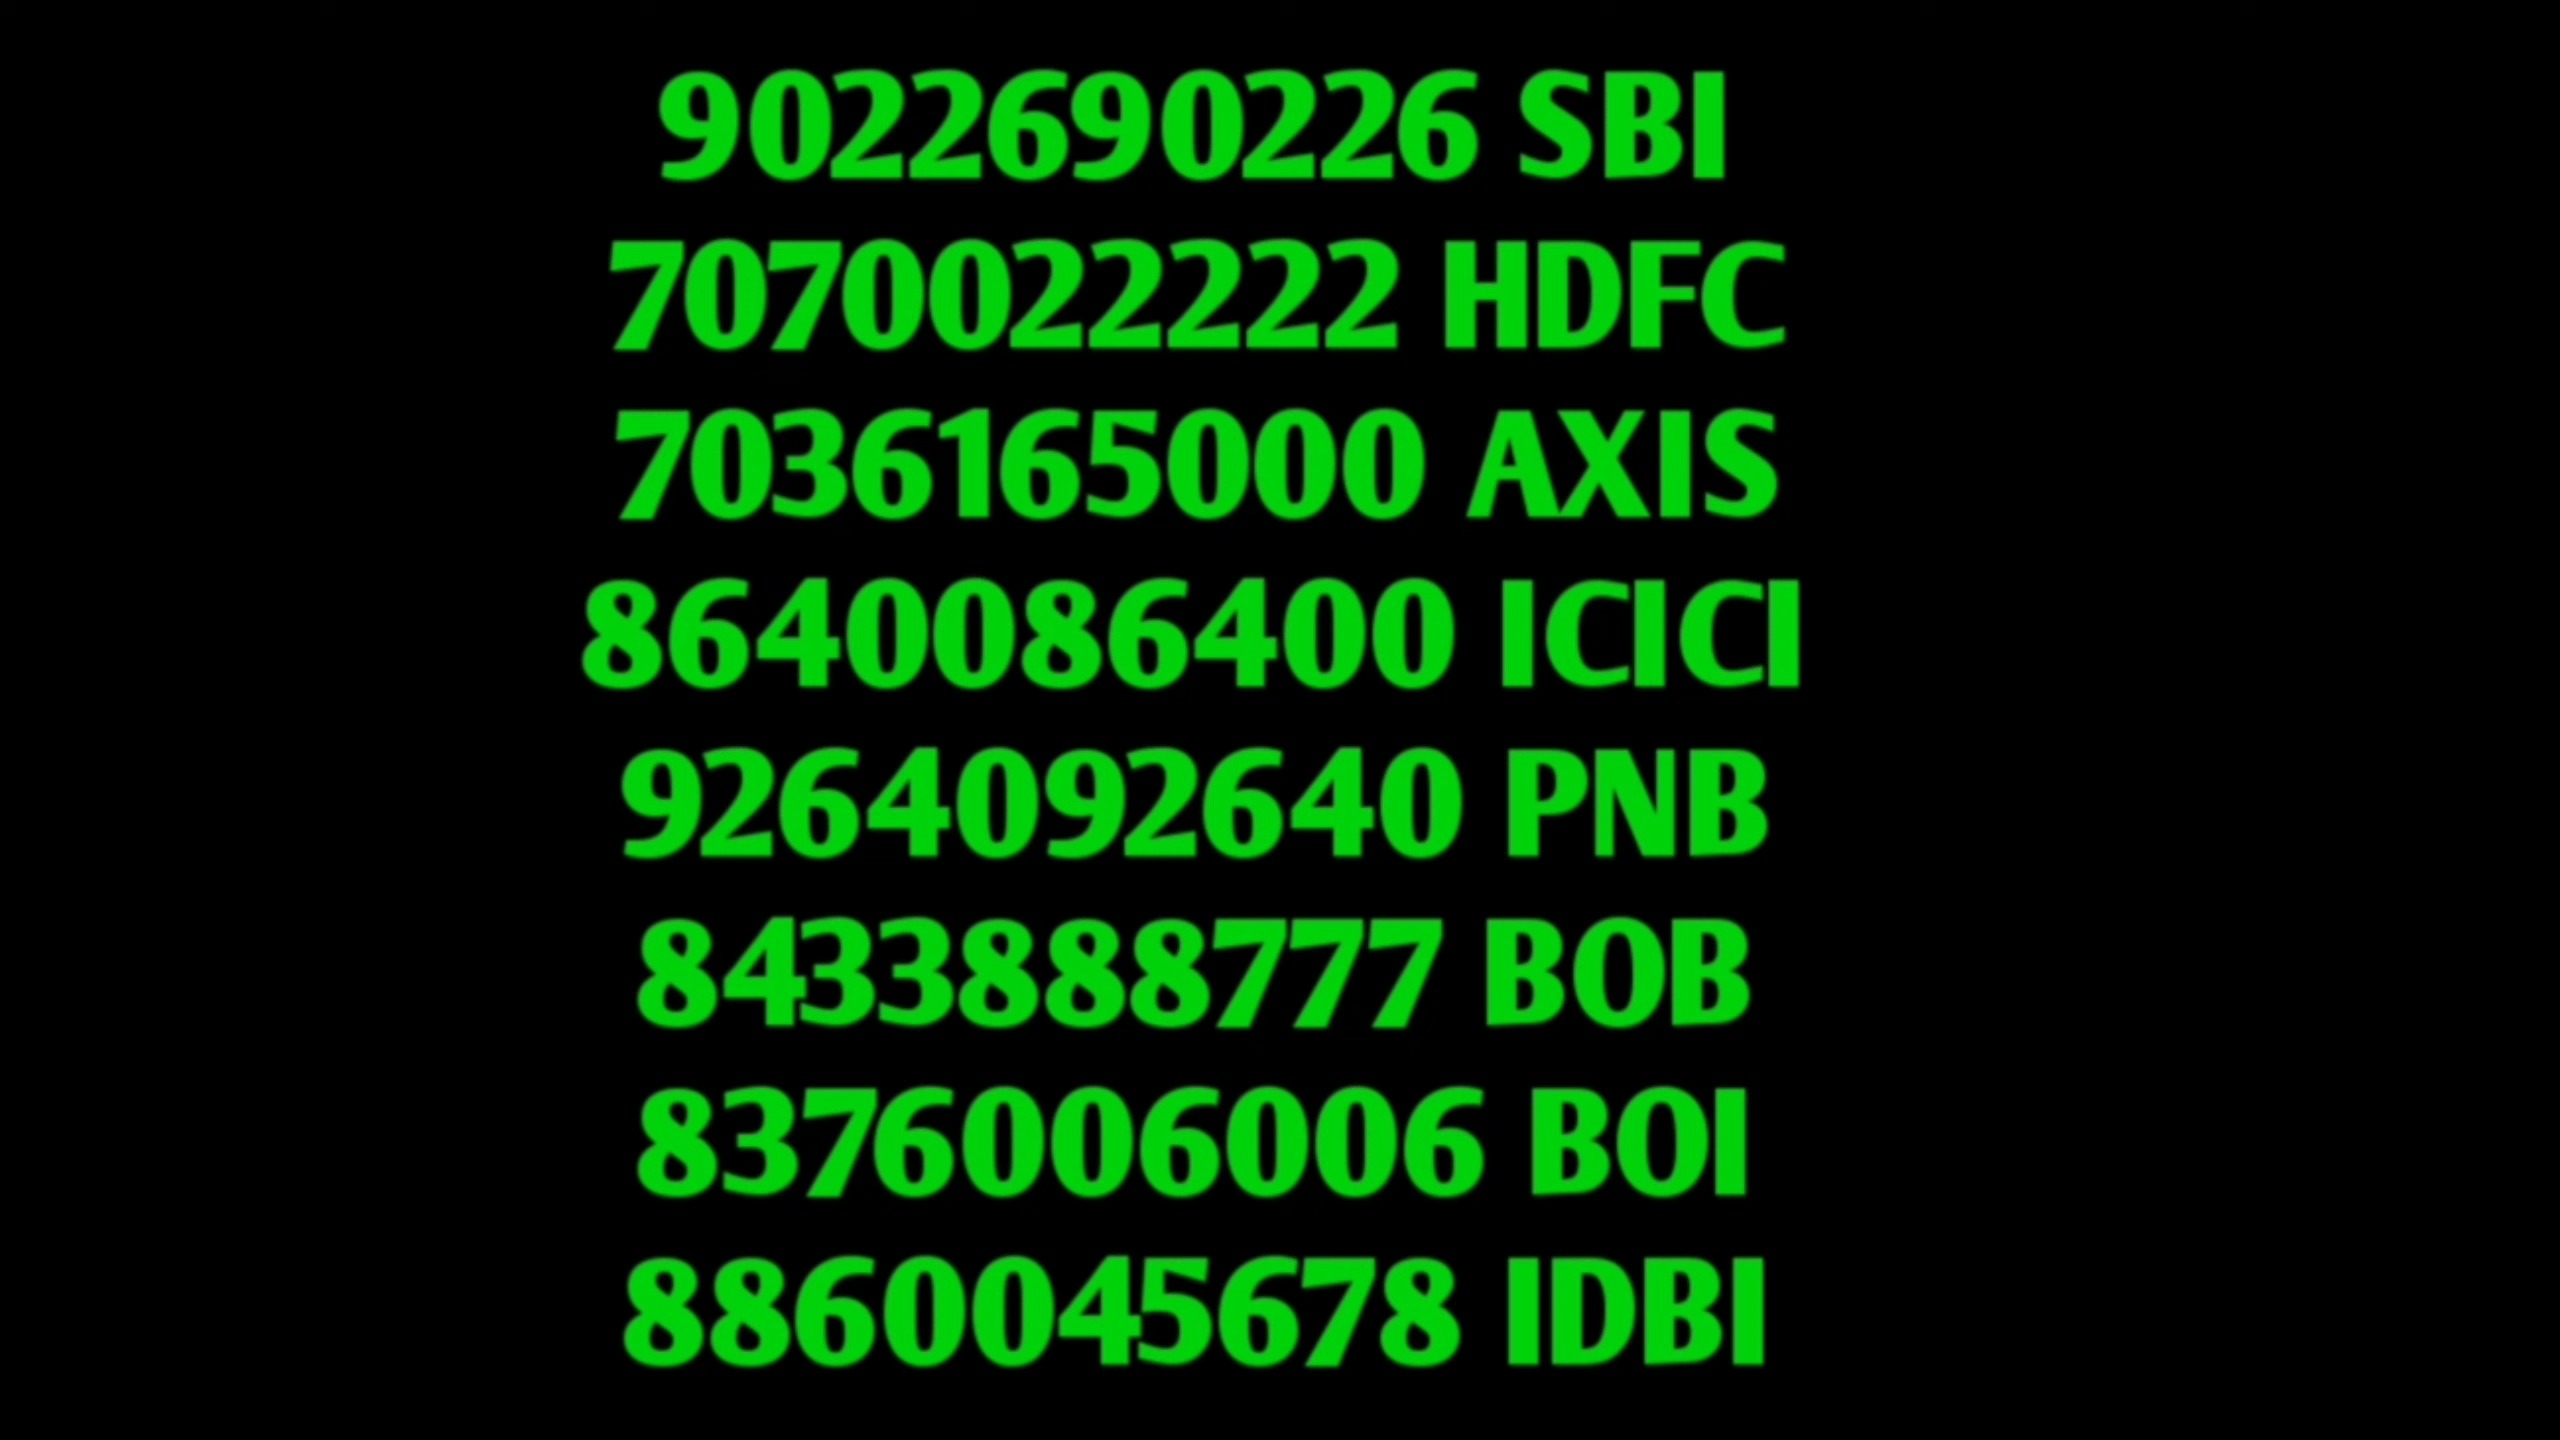 9022690226 SBI
7070022222 HDFC
7036165000 AXIS
8640086400 ICICI
9264092640 PNB
8433888777 BOB
8376006006 BOI
8860045678 IDBI